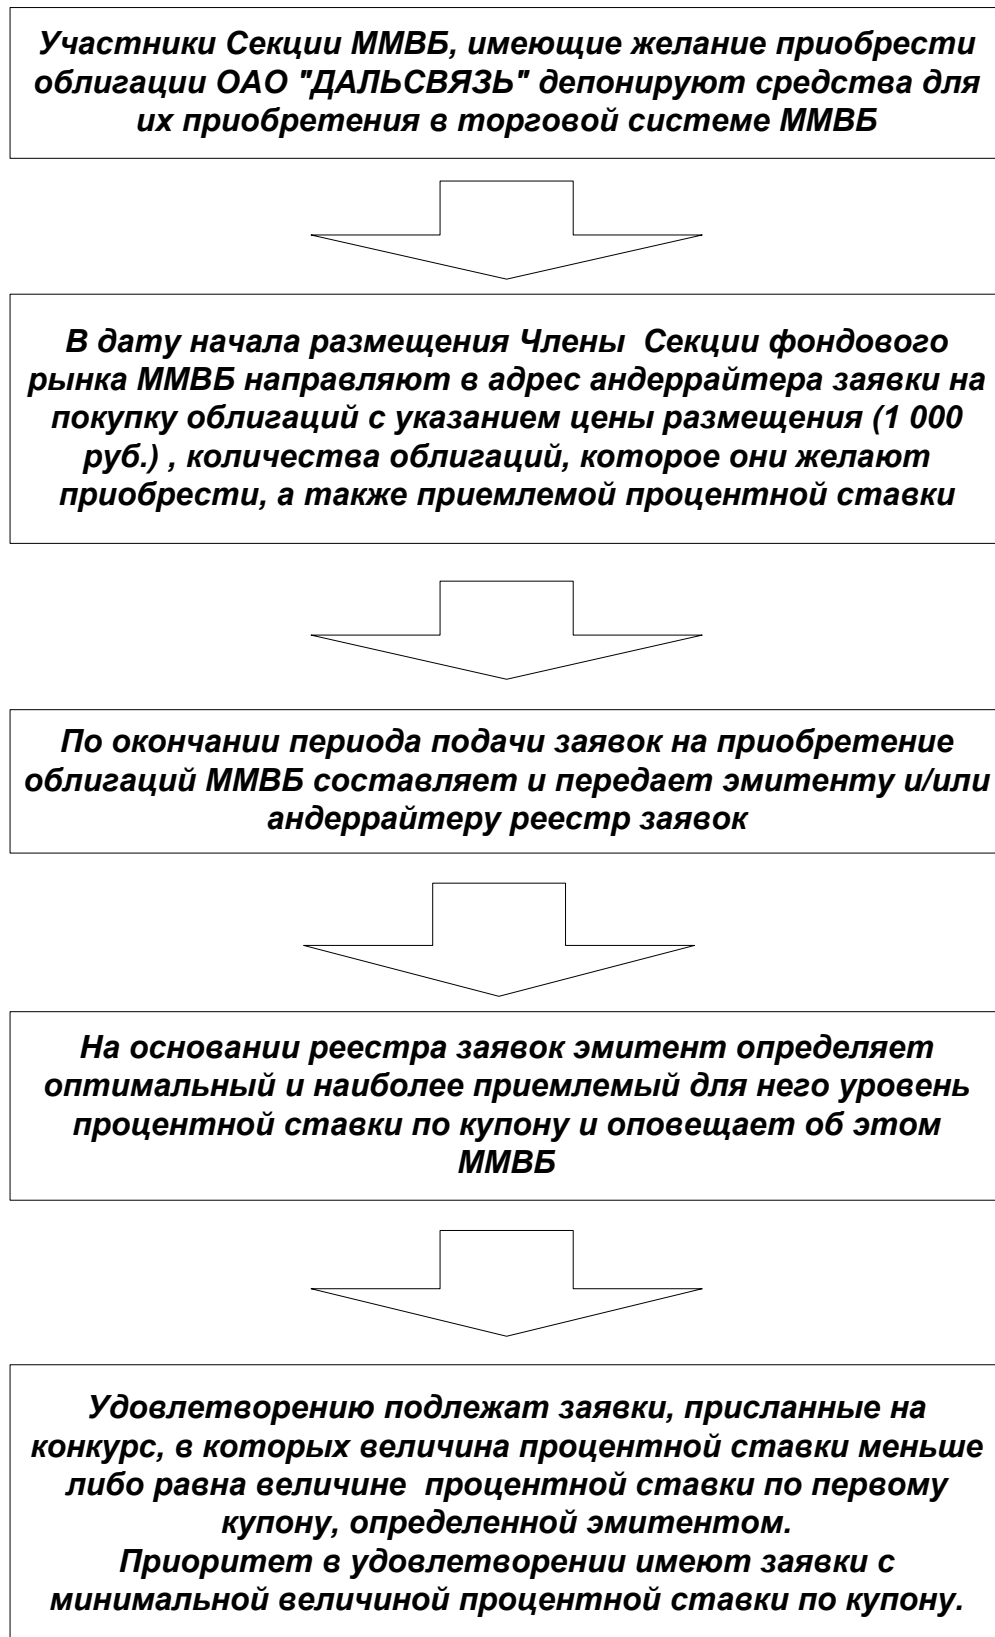 Участники Секции ММВБ, имеющие желание приобрести
облигации ОАО "ДАЛЬСВЯЗЬ" депонируют средства для
их приобретения в торговой системе ММВБ
В дату начала размещения Члены  Секции фондового
рынка ММВБ направляют в адрес андеррайтера заявки на
покупку облигаций с указанием цены размещения (1 000
руб.) , количества облигаций, которое они желают
приобрести, а также приемлемой процентной ставки
По окончании периода подачи заявок на приобретение
облигаций ММВБ составляет и передает эмитенту и/или
андеррайтеру реестр заявок
На основании реестра заявок эмитент определяет
оптимальный и наиболее приемлемый для него уровень
процентной ставки по купону и оповещает об этом
ММВБ
Удовлетворению подлежат заявки, присланные на
конкурс, в которых величина процентной ставки меньше
либо равна величине  процентной ставки по первому
купону, определенной эмитентом.
Приоритет в удовлетворении имеют заявки с
минимальной величиной процентной ставки по купону.